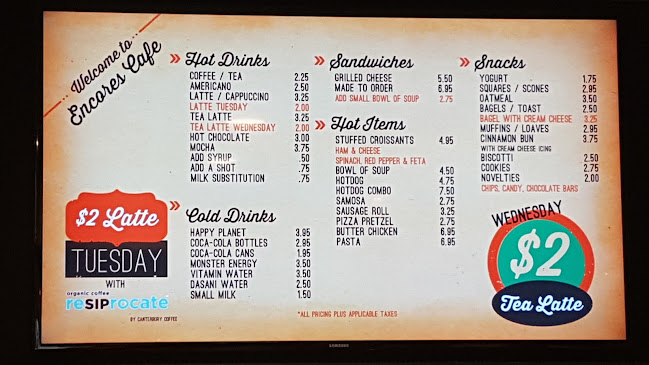 Welcome to...
Encores Cafe
» Hot Drinks
COFFEE / TEA 2.25
AMERICANO 2.50
LATTE / CAPPUCCINO 3.25
LATTE TUESDAY 2.00
TEA LATTE 3.25
TEA LATTE WEDNESDAY 2.00
HOT CHOCOLATE 3.00
MOCHA 3.75
ADD SYRUP .50
ADD A SHOT .75
MILK SUBSTITUTION .75
» Cold Drinks
HAPPY PLANET 3.95
COCA-COLA BOTTLES 2.95
COCA-COLA CANS 1.95
MONSTER ENERGY 3.50
VITAMIN WATER 3.50
DASANI WATER 2.50
SMALL MILK 1.50
» Sandwiches
GRILLED CHEESE 5.50
MADE TO ORDER 6.95
ADD SMALL BOWL OF SOUP 2.75
» Hot Items
STUFFED CROISSANTS 4.95
HAM & CHEESE
SPINACH, RED PEPPER & FETA
BOWL OF SOUP 4.50
HOTDOG 4.75
HOTDOG COMBO 7.50
SAMOSA 2.75
SAUSAGE ROLL 3.25
PIZZA PRETZEL 2.75
BUTTER CHICKEN 6.95
PASTA 6.95
» Snacks
YOGURT 1.75
SQUARES / SCONES 2.95
OATMEAL 3.50
BAGELS / TOAST 2.50
BAGEL WITH CREAM CHEESE 3.25
MUFFINS / LOAVES 2.95
CINNAMON BUN 3.75
WITH CREAM CHEESE ICING
BISCOTTI 2.50
COOKIES 2.75
NOVELTIES 2.00
CHIPS, CANDY, CHOCOLATE BARS
$2 Latte
TUESDAY
WITH
organic coffee
reSIProcate
BY CANTERBURY COFFEE
WEDNESDAY
$2
Tea Latte
*ALL PRICING PLUS APPLICABLE TAXES
SAMSUNG